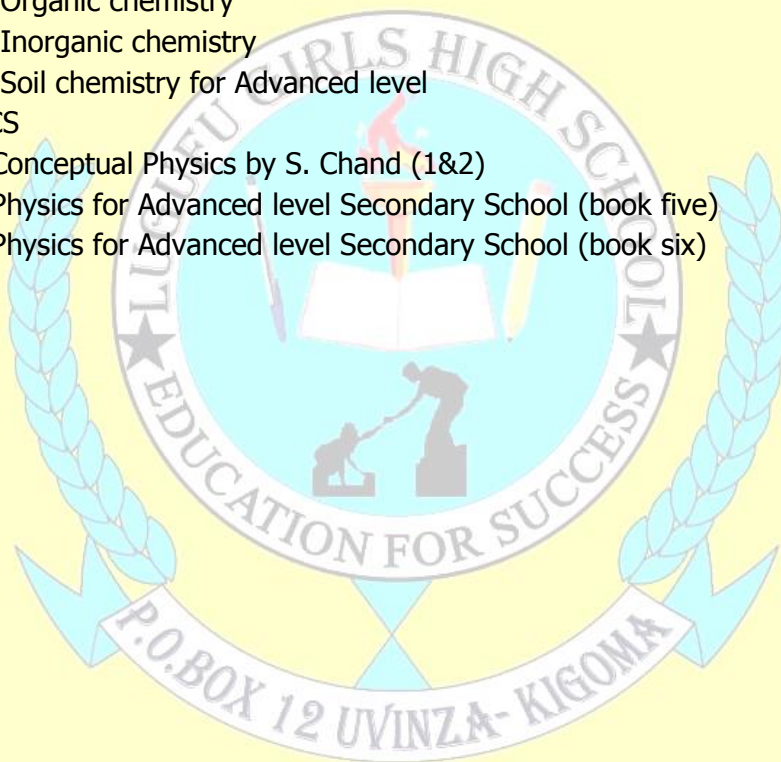 Organic chemistry
Inorganic chemistry
Soil chemistry for Advanced level
CS
Conceptual Physics by S. Chand (1&2)
Physics for Advanced level Secondary School (book five)
Physics for Advanced level Secondary School (book six)
LUGUFU GIRLS HIGH SCHOOL
EDUCATION FOR SUCCESS
P.O.BOX 12 UVINZA- KIGOMA